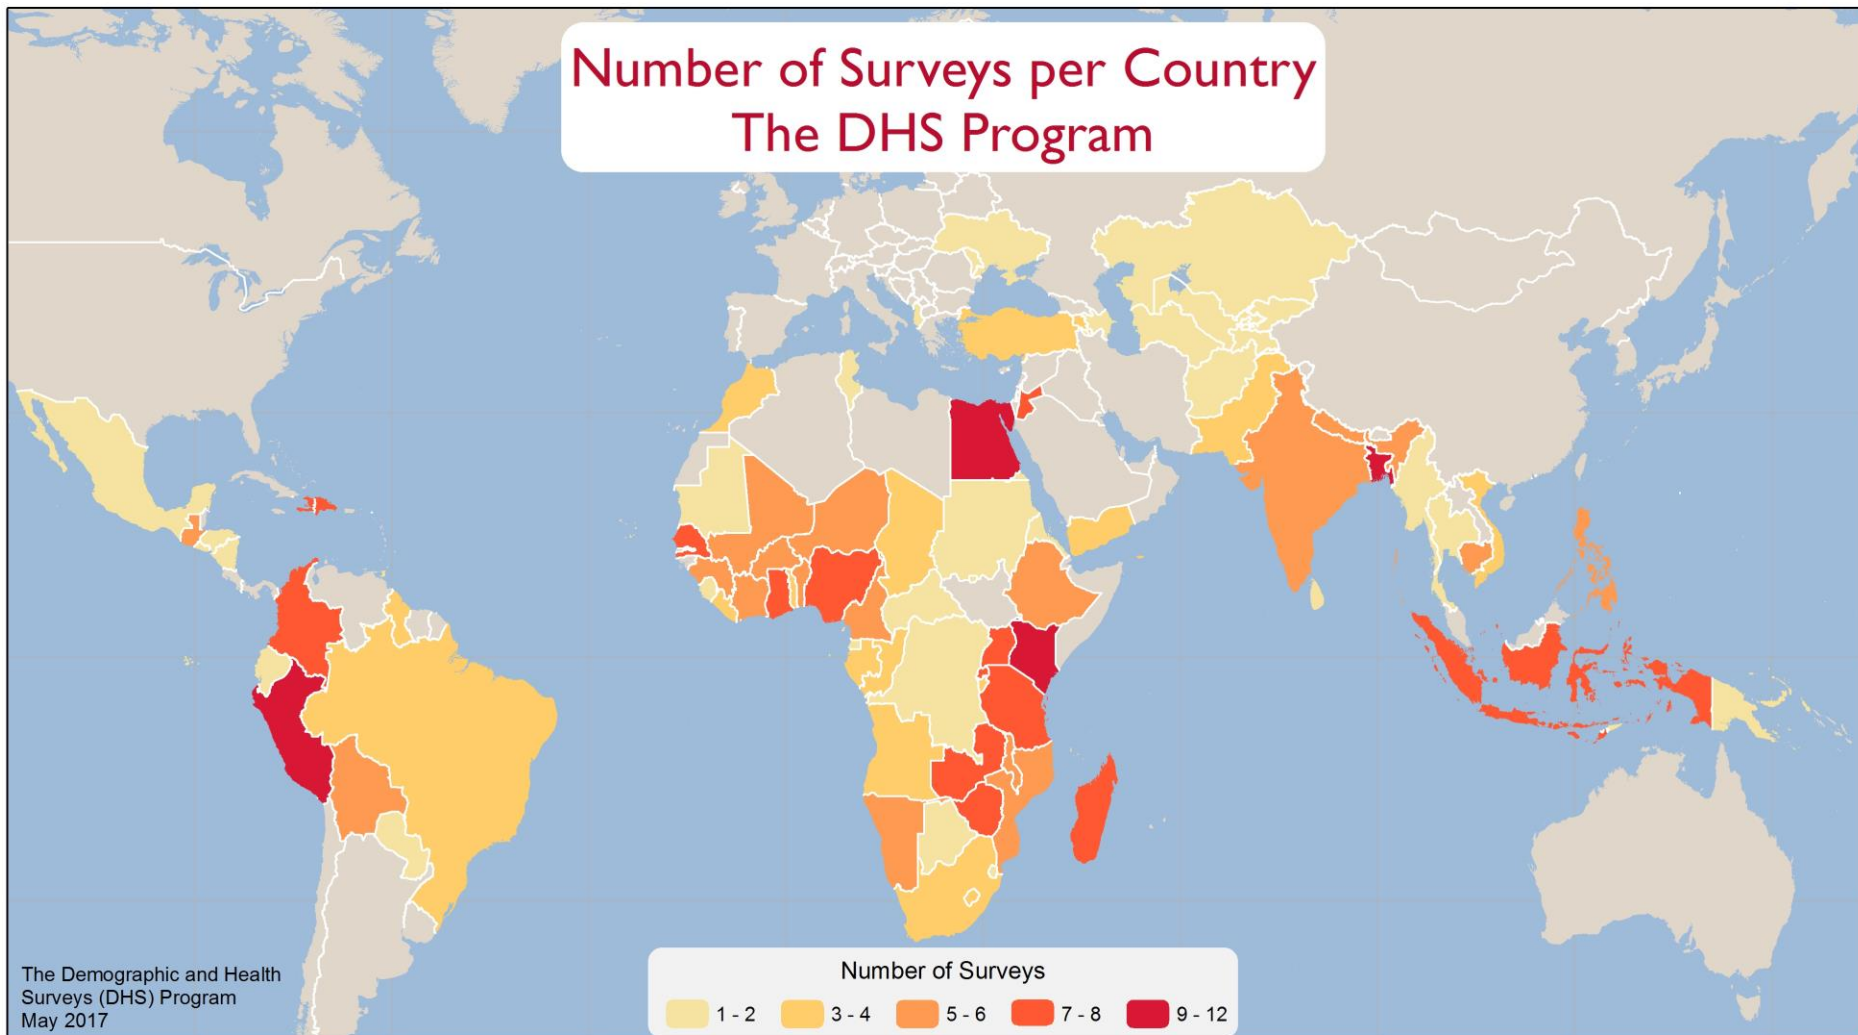 Number of Surveys per Country
The DHS Program
The Demographic and Health
Surveys (DHS) Program
May 2017
Number of Surveys
1 - 2
3 - 4
5 - 6
7 - 8
9 - 12